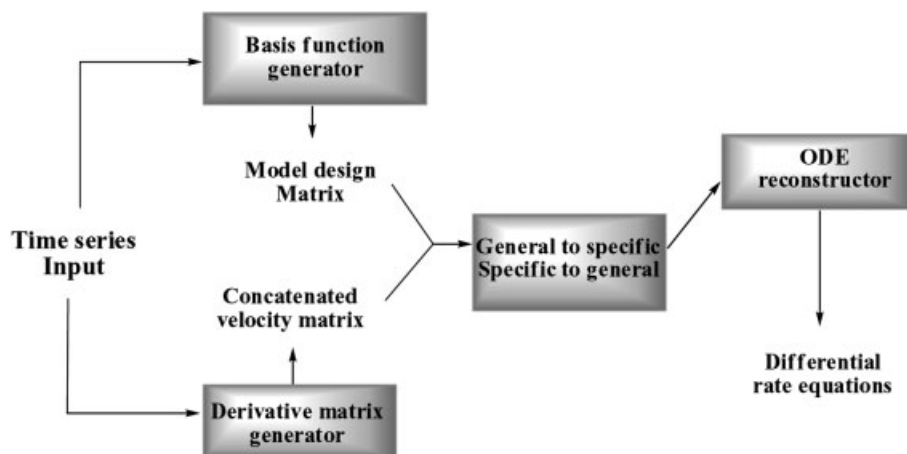 Basis function
generator
Model design
Matrix
Time series
Input
Concatenated
velocity matrix
Derivative matrix
generator
General to specific
Specific to general
ODE
reconstructor
Differential
rate equations